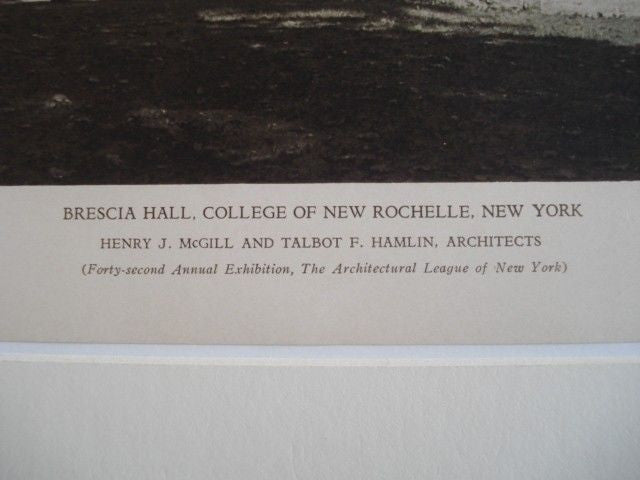 BRESCIA HALL, COLLEGE OF NEW ROCHELLE, NEW YORK
HENRY J. McGILL AND TALBOT F. HAMLIN, ARCHITECTS
(Forty-second Annual Exhibition, The Architectural League of New York)